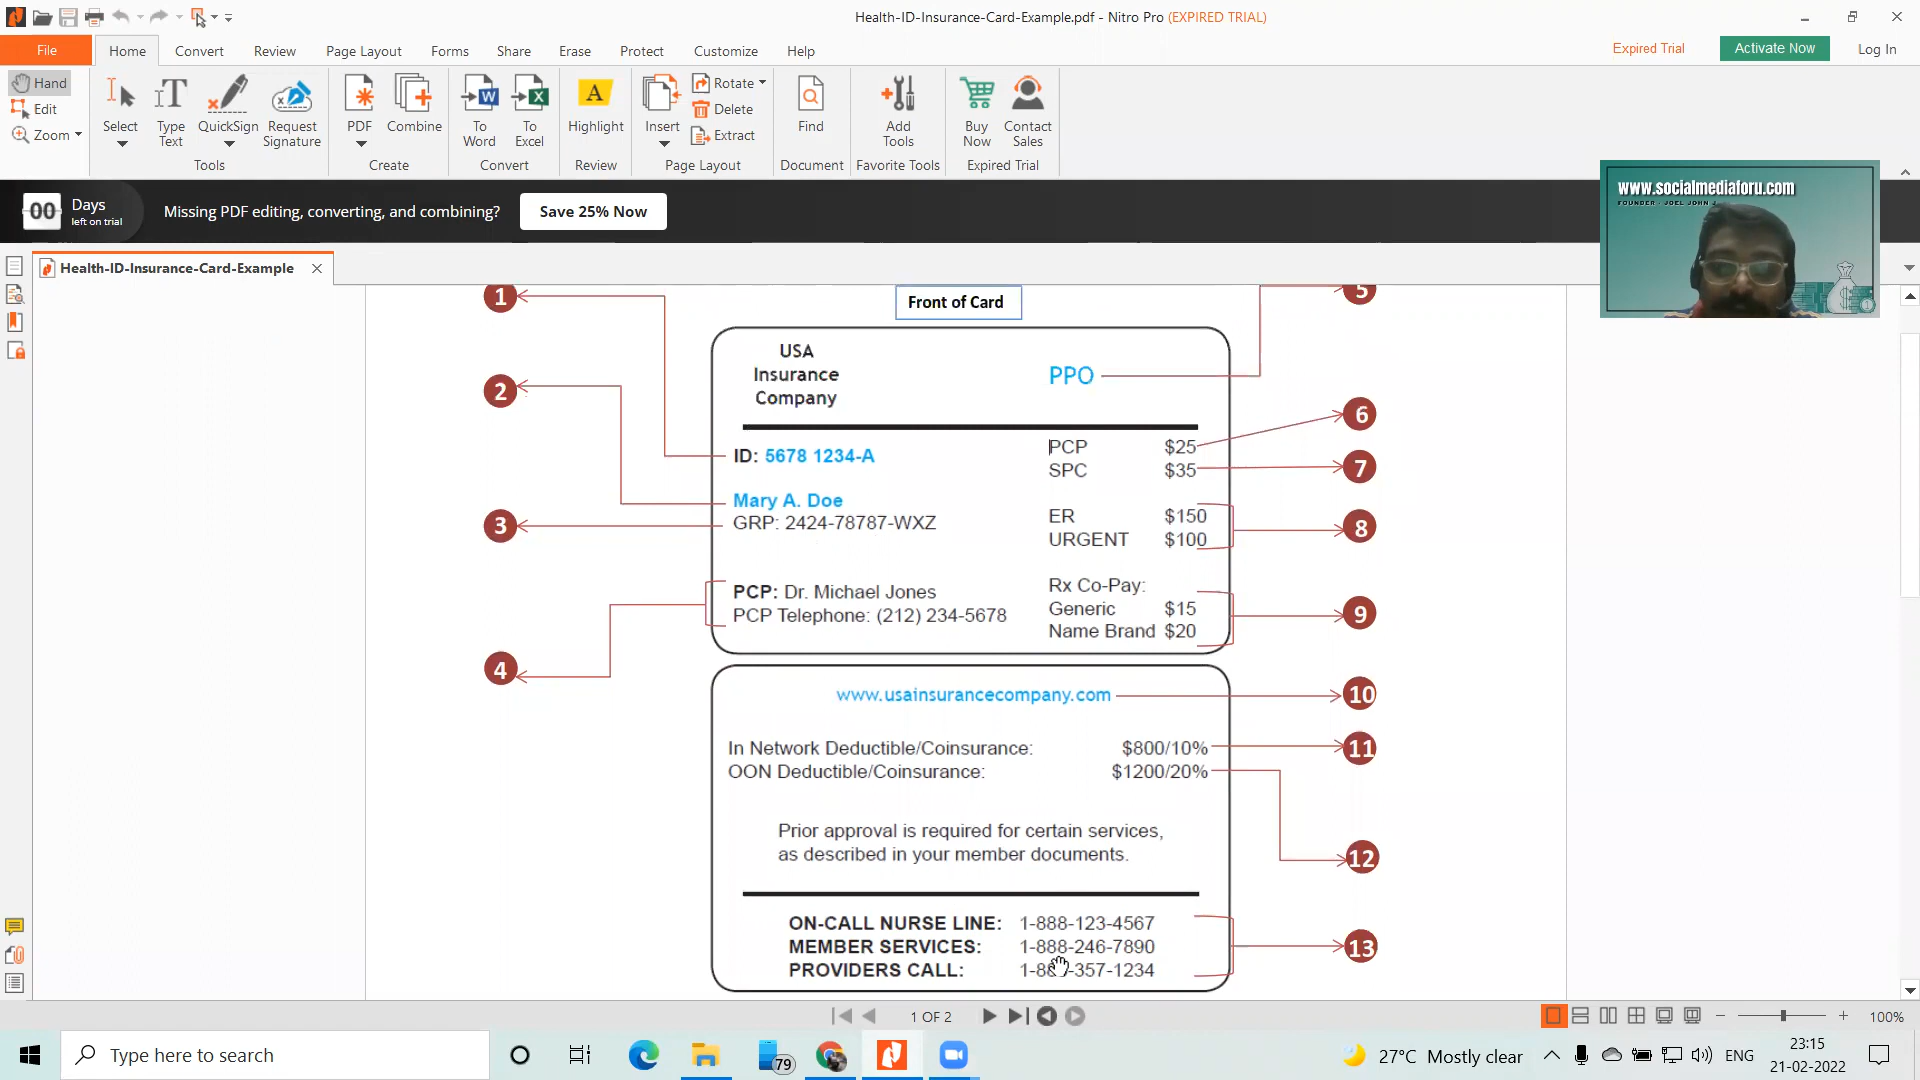 Health-ID-Insurance-Card-Example.pdf - Nitro Pro (EXPIRED TRIAL)
File
Home
Convert
Review
Page Layout
Forms
Share
Erase
Protect
Customize
Help
Expired Trial
Activate Now
Log In
Hand
Edit
Zoom
Select
Type Text
QuickSign
Request Signature
Tools
PDF
Combine
Create
To Word
To Excel
Convert
Highlight
Review
Insert
Rotate
Delete
Extract
Page Layout
Find
Document
Add Tools
Favorite Tools
Buy Now
Contact Sales
Expired Trial
00 Days left on trial
Missing PDF editing, converting, and combining?
Save 25% Now
www.socialmediaforu.com
FOUNDER : JOEL JOHN J
Health-ID-Insurance-Card-Example
Front of Card
1
5
USA
Insurance
Company
PPO
2
6
PCP $25
ID: 5678 1234-A
SPC $35
7
Mary A. Doe
ER $150
3
GRP: 2424-78787-WXZ
8
URGENT $100
Rx Co-Pay:
PCP: Dr. Michael Jones
Generic $15
9
PCP Telephone: (212) 234-5678
Name Brand $20
4
www.usainsurancecompany.com
10
In Network Deductible/Coinsurance: $800/10%
11
OON Deductible/Coinsurance: $1200/20%
Prior approval is required for certain services,
as described in your member documents.
12
ON-CALL NURSE LINE: 1-888-123-4567
MEMBER SERVICES: 1-888-246-7890
13
PROVIDERS CALL: 1-888-357-1234
1 OF 2
100%
Type here to search
79
27°C Mostly clear
ENG
23:15
21-02-2022